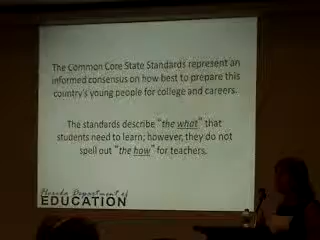 The Common Core State Standards represent an
informed consensus on how best to prepare this
country's young people for college and careers.
The standards describe "the what" that
students need to learn; however, they do not
spell out "the how" for teachers.
Florida Department of
EDUCATION